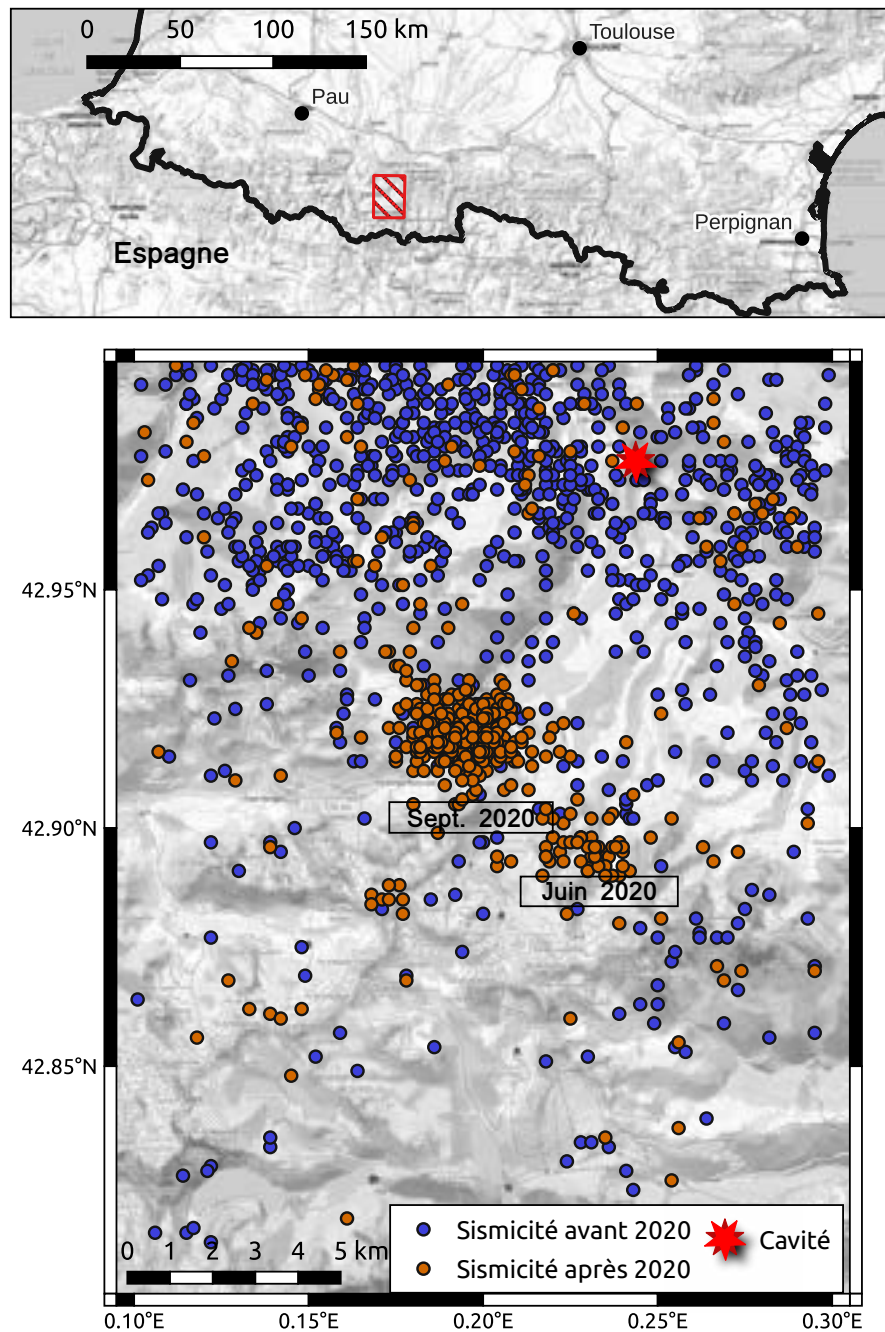 0 50 100 150 km
Toulouse
Pau
Perpignan
Espagne
42.95°N
42.90°N
Sept. 2020
Juin 2020
42.85°N
Sismicité avant 2020
Cavité
Sismicité après 2020
0 1 2 3 4 5 km
0.10°E 0.15°E 0.20°E 0.25°E 0.30°E